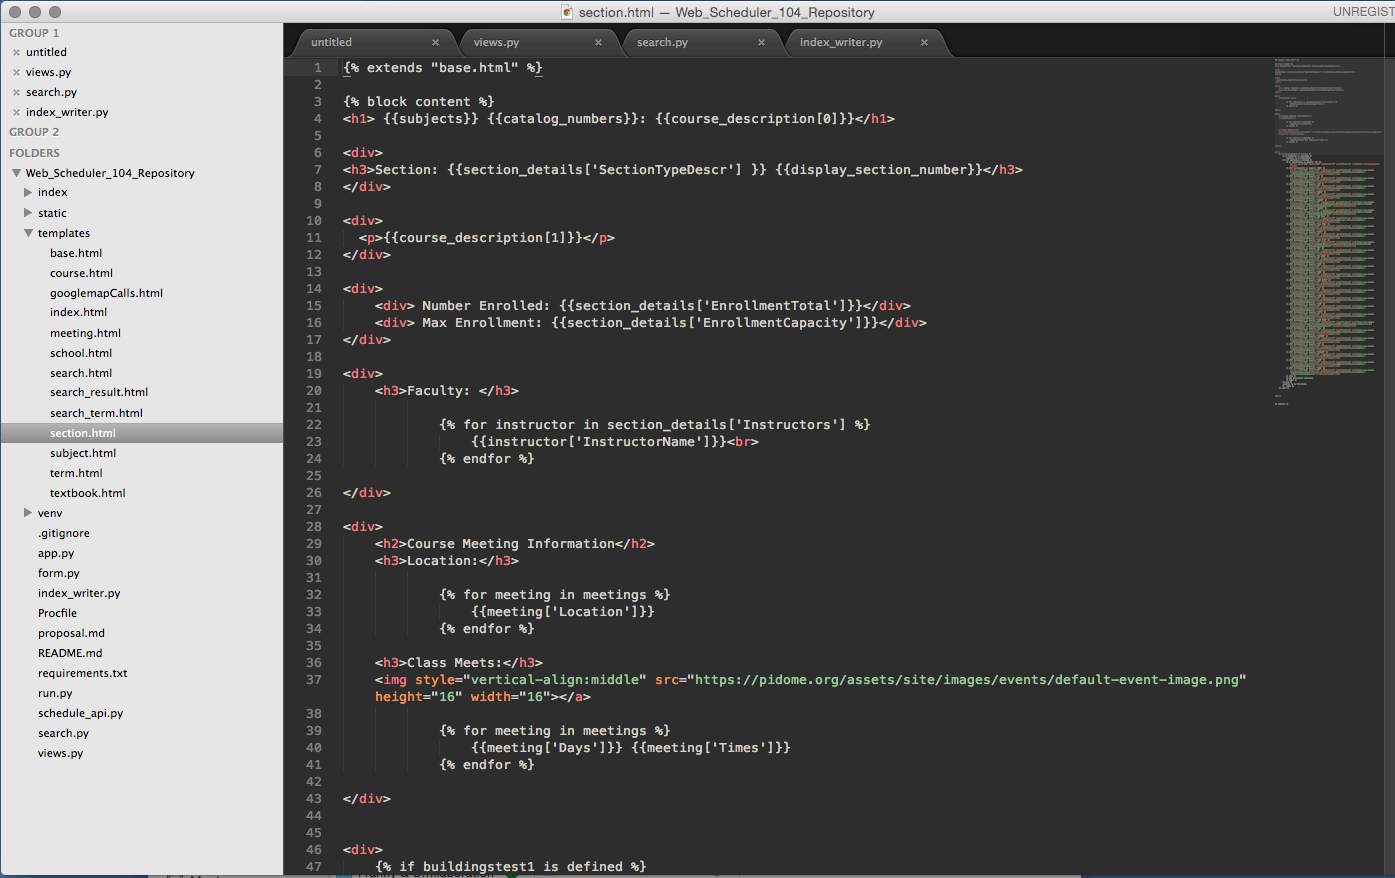 section.html — Web_Scheduler_104_Repository
UNREGIST
GROUP 1
untitled
views.py
search.py
index_writer.py
GROUP 2
FOLDERS
Web_Scheduler_104_Repository
index
static
templates
base.html
course.html
googlemapCalls.html
index.html
meeting.html
school.html
search.html
search_result.html
search_term.html
section.html
subject.html
term.html
textbook.html
venv
.gitignore
app.py
form.py
index_writer.py
Procfile
proposal.md
README.md
requirements.txt
run.py
schedule_api.py
search.py
views.py
untitled × views.py × search.py × index_writer.py ×
1 {% extends "base.html" %}
2
3 {% block content %}
4 <h1> {{subjects}} {{catalog_numbers}}: {{course_description[0]}}</h1>
5
6 <div>
7 <h3>Section: {{section_details['SectionTypeDescr'] }} {{display_section_number}}</h3>
8 </div>
9
10 <div>
11 <p>{{course_description[1]}}</p>
12 </div>
13
14 <div>
15 <div> Number Enrolled: {{section_details['EnrollmentTotal']}}</div>
16 <div> Max Enrollment: {{section_details['EnrollmentCapacity']}}</div>
17 </div>
18
19 <div>
20 <h3>Faculty: </h3>
21
22 {% for instructor in section_details['Instructors'] %}
23 {{instructor['InstructorName']}}<br>
24 {% endfor %}
25
26 </div>
27
28 <div>
29 <h2>Course Meeting Information</h2>
30 <h3>Location:</h3>
31
32 {% for meeting in meetings %}
33 {{meeting['Location']}}
34 {% endfor %}
35
36 <h3>Class Meets:</h3>
37 <img style="vertical-align:middle" src="https://pidome.org/assets/site/images/events/default-event-image.png"
height="16" width="16"></a>
38
39 {% for meeting in meetings %}
40 {{meeting['Days']}} {{meeting['Times']}}
41 {% endfor %}
42
43 </div>
44
45
46 <div>
47 {% if buildingstest1 is defined %}